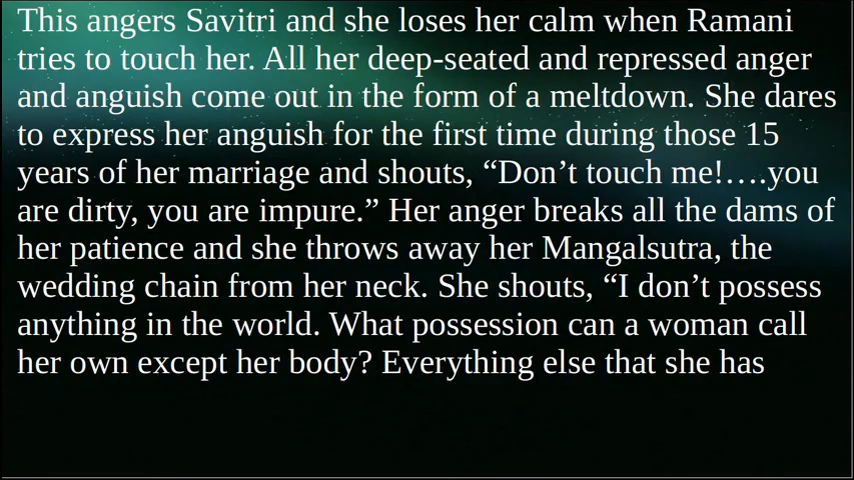 This angers Savitri and she loses her calm when Ramani
tries to touch her. All her deep-seated and repressed anger
and anguish come out in the form of a meltdown. She dares
to express her anguish for the first time during those 15
years of her marriage and shouts, “Don’t touch me!….you
are dirty, you are impure.” Her anger breaks all the dams of
her patience and she throws away her Mangalsutra, the
wedding chain from her neck. She shouts, “I don’t possess
anything in the world. What possession can a woman call
her own except her body? Everything else that she has